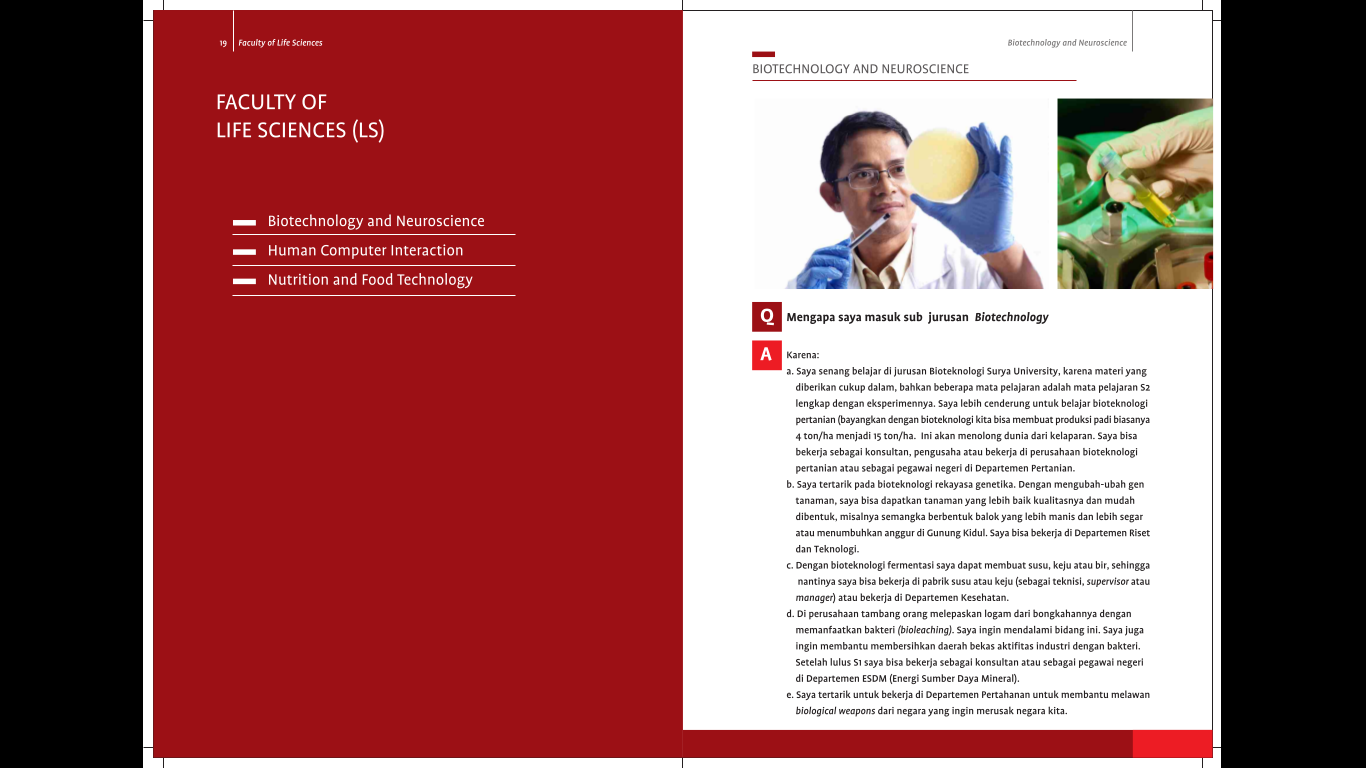 19
Faculty of Life Sciences
FACULTY OF
LIFE SCIENCES (LS)
Biotechnology and Neuroscience
Human Computer Interaction
Nutrition and Food Technology
Biotechnology and Neuroscience
BIOTECHNOLOGY AND NEUROSCIENCE
Q Mengapa saya masuk sub jurusan Biotechnology
A Karena:
a. Saya senang belajar di jurusan Bioteknologi Surya University, karena materi yang
diberikan cukup dalam, bahkan beberapa mata pelajaran adalah mata pelajaran S2
lengkap dengan eksperimennya. Saya lebih cenderung untuk belajar bioteknologi
pertanian (bayangkan dengan bioteknologi kita bisa membuat produksi padi biasanya
4 ton/ha menjadi 15 ton/ha. Ini akan menolong dunia dari kelaparan. Saya bisa
bekerja sebagai konsultan, pengusaha atau bekerja di perusahaan bioteknologi
pertanian atau sebagai pegawai negeri di Departemen Pertanian.
b. Saya tertarik pada bioteknologi rekayasa genetika. Dengan mengubah-ubah gen
tanaman, saya bisa dapatkan tanaman yang lebih baik kualitasnya dan mudah
dibentuk, misalnya semangka berbentuk balok yang lebih manis dan lebih segar
atau menumbuhkan anggur di Gunung Kidul. Saya bisa bekerja di Departemen Riset
dan Teknologi.
c. Dengan bioteknologi fermentasi saya dapat membuat susu, keju atau bir, sehingga
nantinya saya bisa bekerja di pabrik susu atau keju (sebagai teknisi, supervisor atau
manager) atau bekerja di Departemen Kesehatan.
d. Di perusahaan tambang orang melepaskan logam dari bongkahannya dengan
memanfaatkan bakteri (bioleaching). Saya ingin mendalami bidang ini. Saya juga
ingin membantu membersihkan daerah bekas aktifitas industri dengan bakteri.
Setelah lulus S1 saya bisa bekerja sebagai konsultan atau sebagai pegawai negeri
di Departemen ESDM (Energi Sumber Daya Mineral).
e. Saya tertarik untuk bekerja di Departemen Pertahanan untuk membantu melawan
biological weapons dari negara yang ingin merusak negara kita.